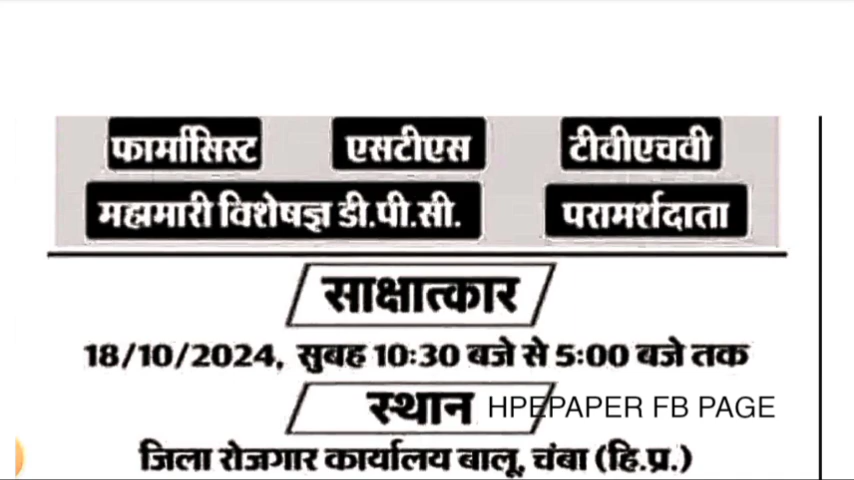 फार्मासिस्ट एसटीएस टीवीएचवी
महामारी विशेषज्ञ डी.पी.सी. परामर्शदाता
साक्षात्कार
18/10/2024, सुबह 10:30 बजे से 5:00 बजे तक
स्थान HPEPAPER FB PAGE
जिला रोजगार कार्यालय बालू, चंबा (हि.प्र.)